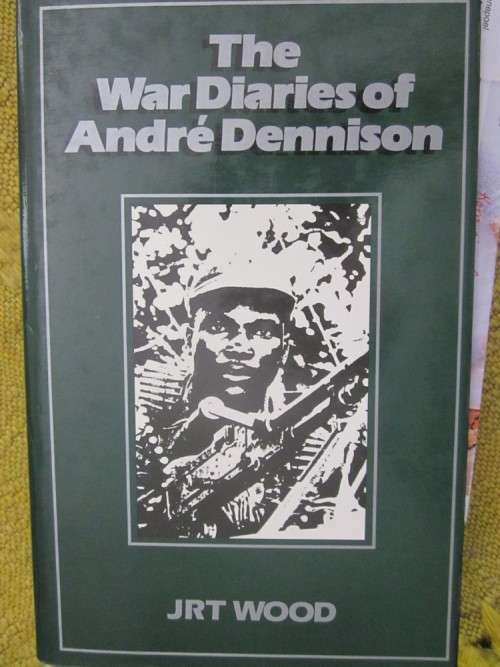 The
War Diaries of
André Dennison
JRT WOOD